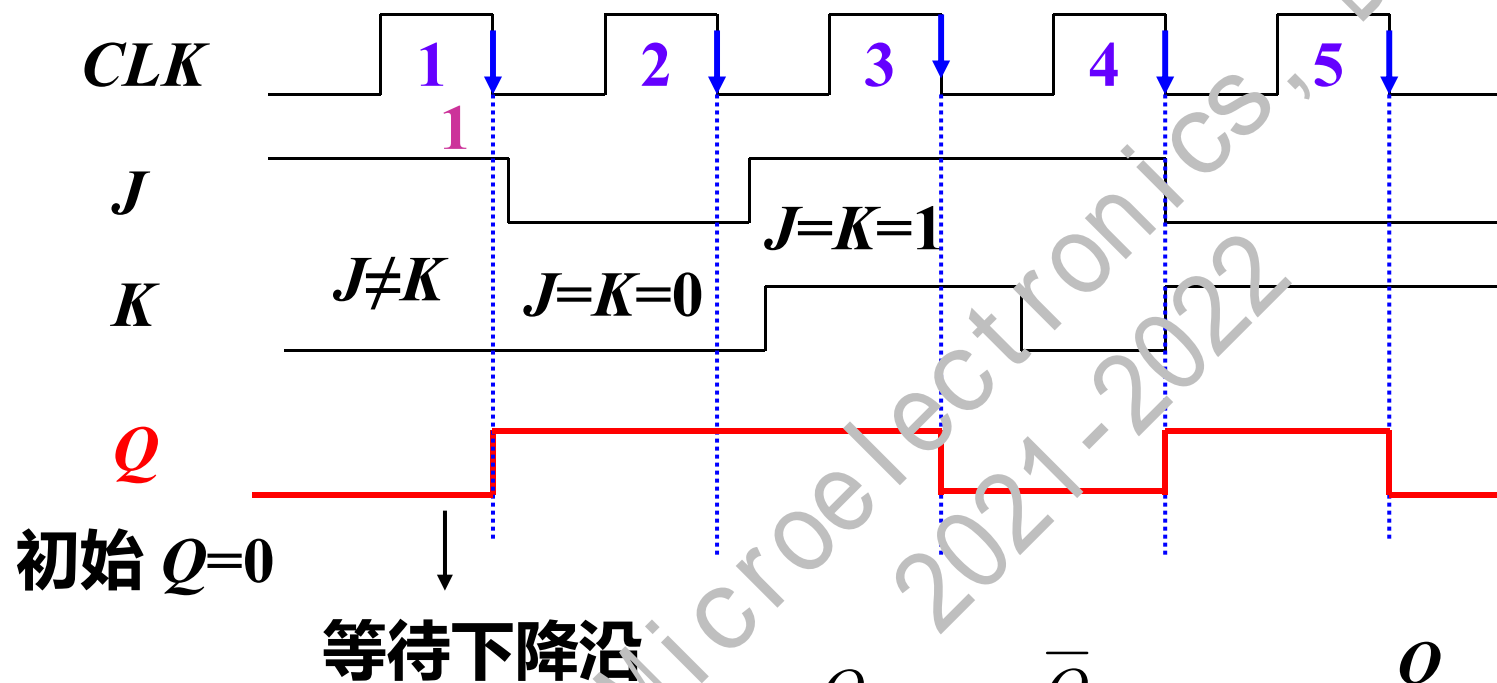 CLK 1 2 3 4 5
1
J
J=K=1
J≠K J=K=0
K
Q
初始 Q=0
等待下降沿
Q Q̅ Q
Microelectronics,
2021-2022